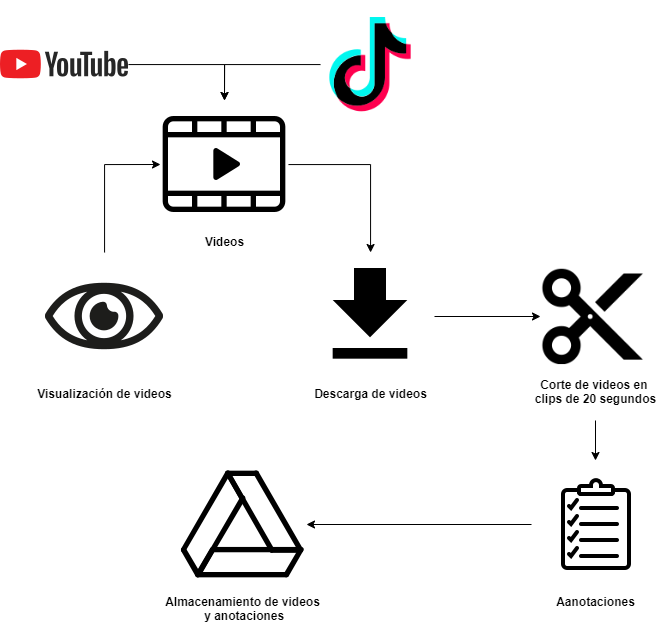 YouTube
Videos
Visualización de videos
Descarga de videos
Corte de videos en
clips de 20 segundos
Almacenamiento de videos
y anotaciones
Aanotaciones